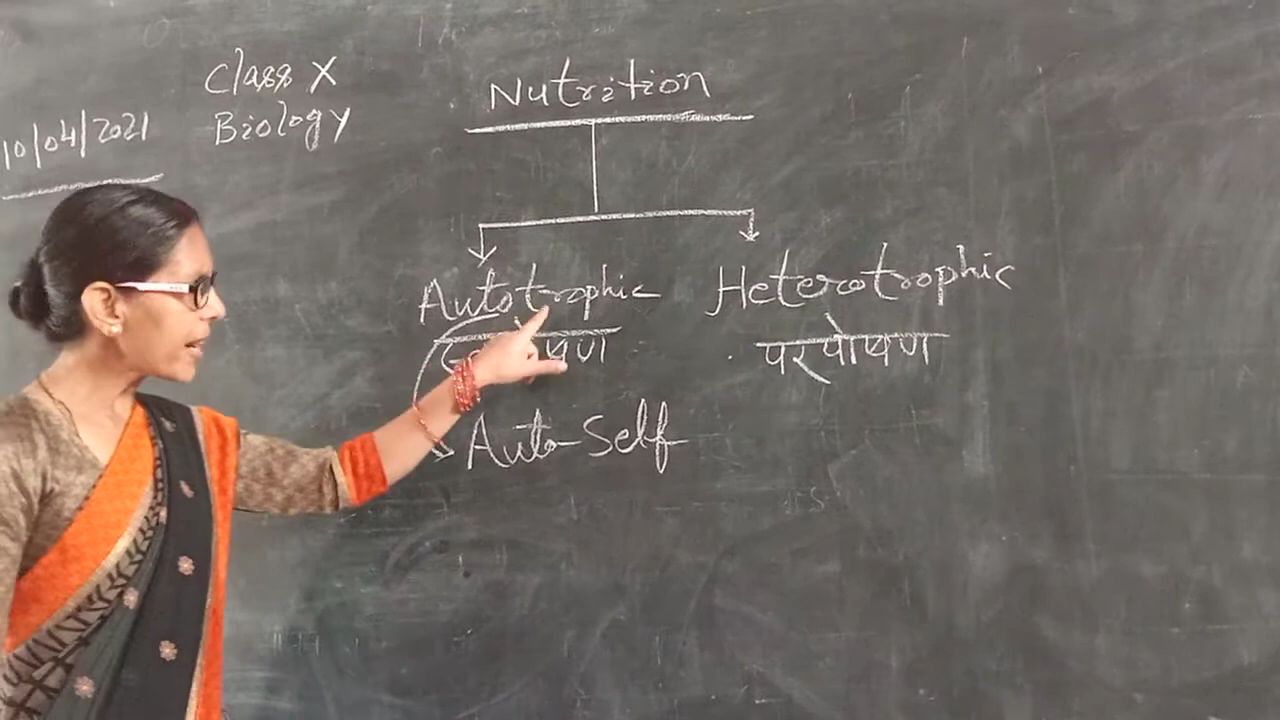 Class X
Biology
10/04/2021
Nutrition
Autotrophic
Heterotrophic
परपोषण
Auto-Self